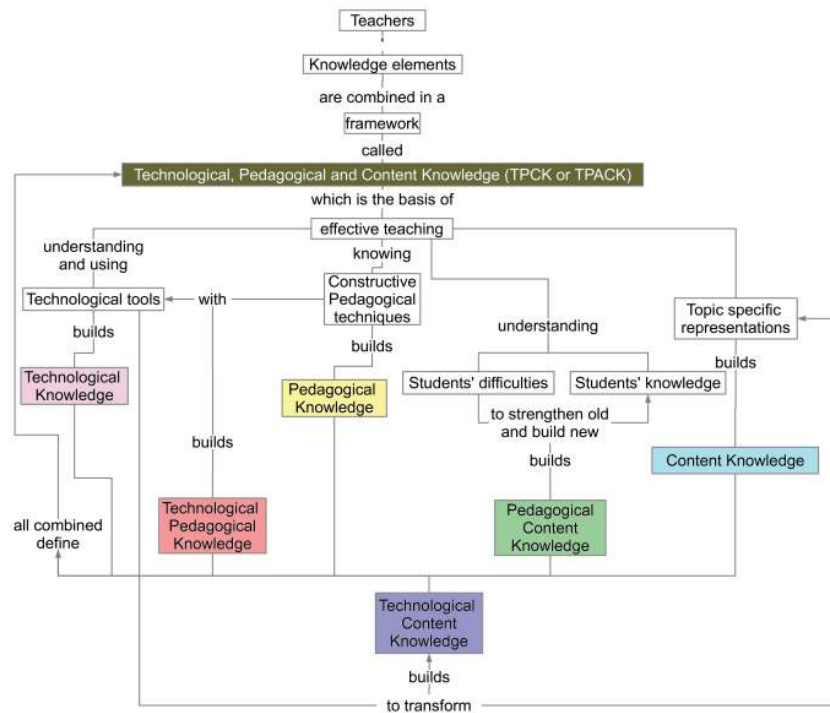 Teachers
Knowledge elements
are combined in a
framework
called
Technological, Pedagogical and Content Knowledge (TPCK or TPACK)
which is the basis of
effective teaching
understanding
and using
knowing
Technological tools
with
Constructive
Pedagogical
techniques
Topic specific
representations
understanding
builds
builds
builds
Technological
Knowledge
Pedagogical
Knowledge
Students' difficulties
Students' knowledge
to strengthen old
and build new
builds
builds
Content Knowledge
all combined
define
Technological
Pedagogical
Knowledge
Pedagogical
Content
Knowledge
Technological
Content
Knowledge
builds
to transform